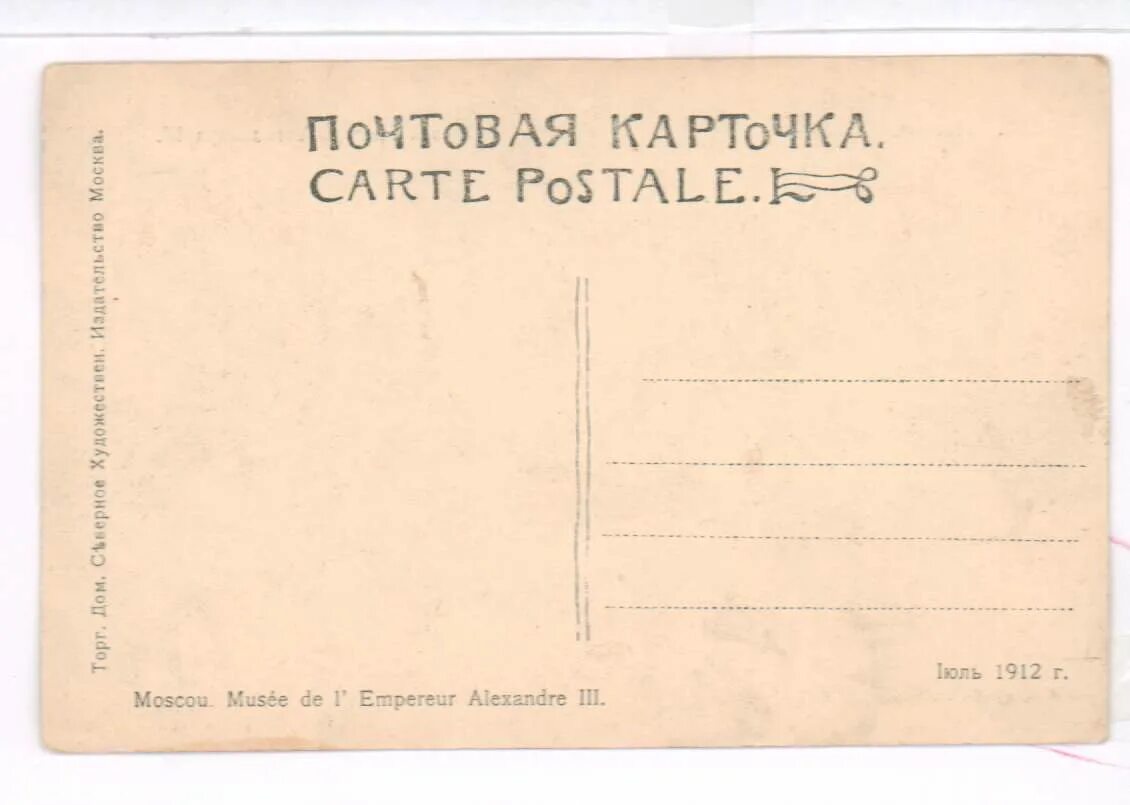 ПОЧТОВАЯ КАРТОЧКА.
CARTE POSTALE.
Торг. Дом. Сѣверное Художествен. Издательство Москва.
Іюль 1912 г.
Moscou. Musée de l' Empereur Alexandre III.